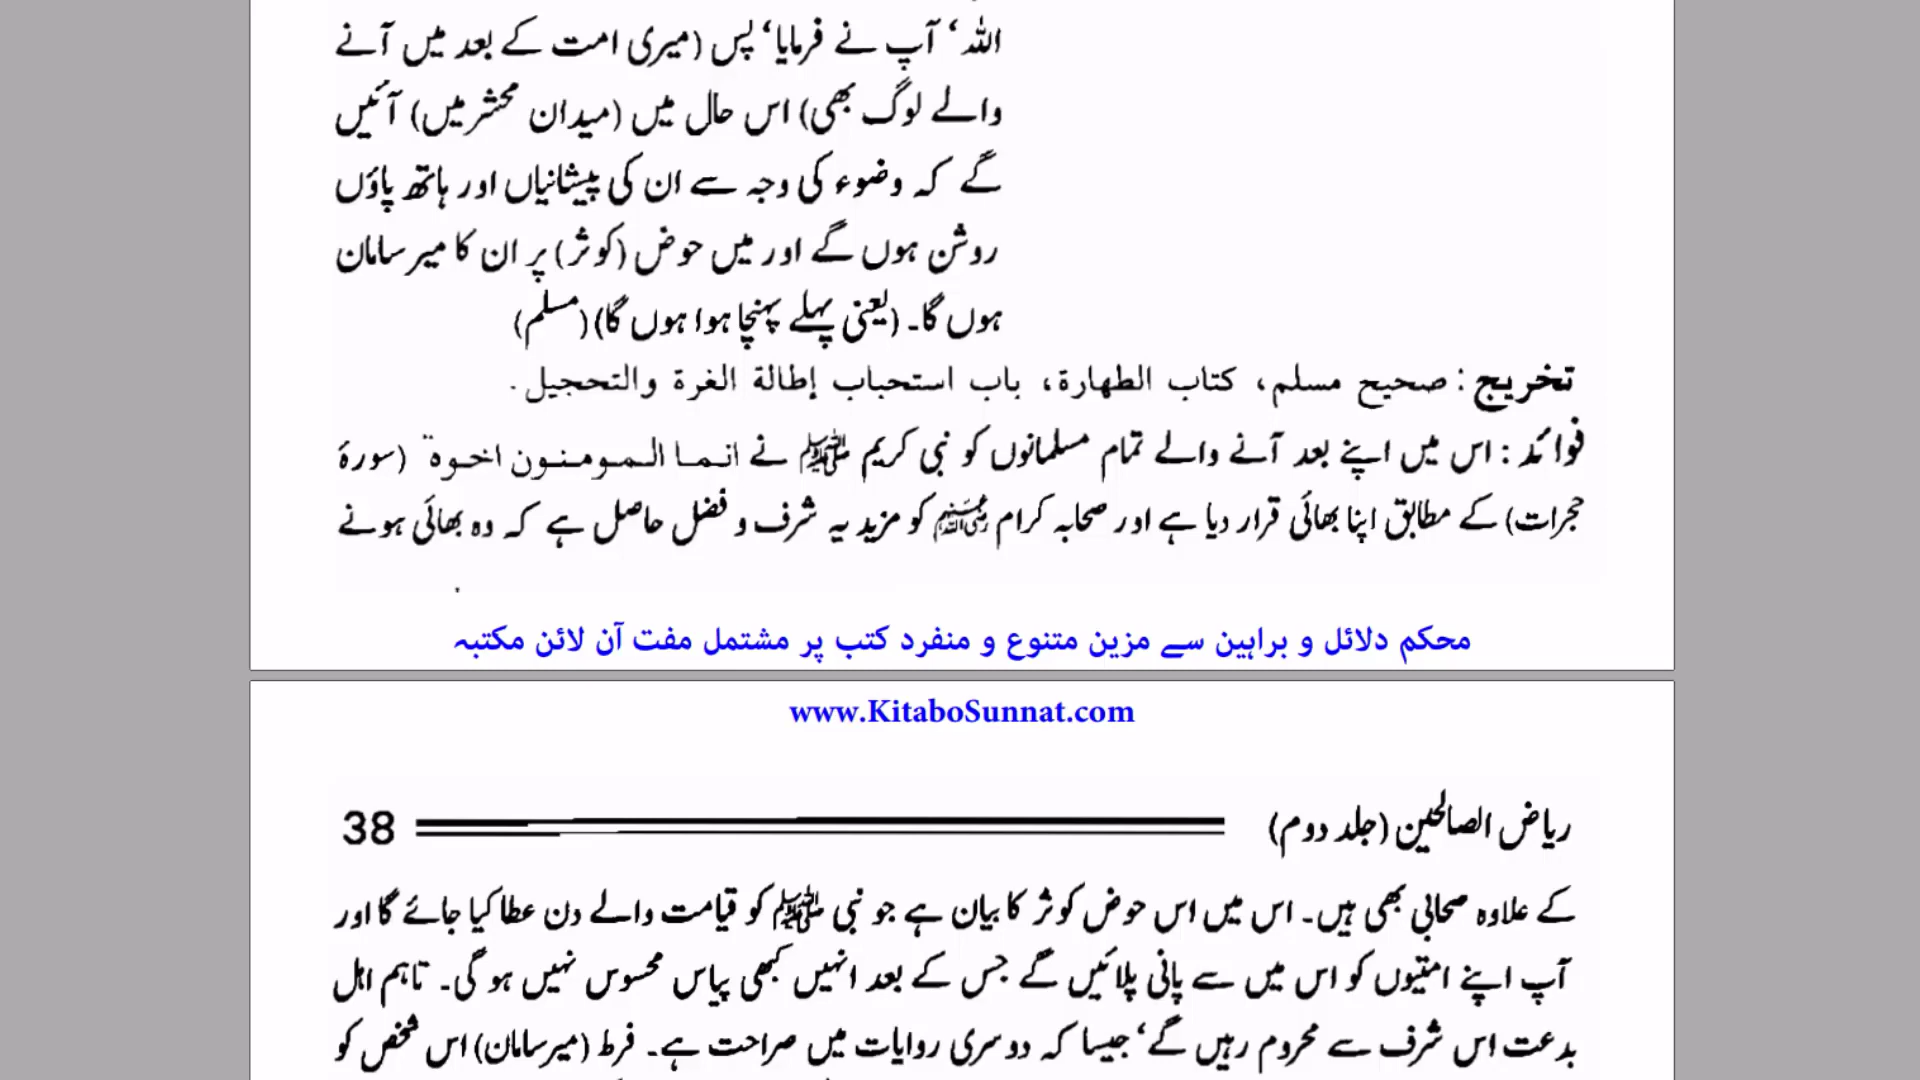 اللہ‘ آپ نے فرمایا‘ پس (میری امت کے بعد میں آنے
والے لوگ بھی) اس حال میں (میدان محشر میں) آئیں
گے کہ وضوء کی وجہ سے ان کی پیشانیاں اور ہاتھ پاؤں
روشن ہوں گے اور میں حوض (کوثر) پر ان کا میر سامان
ہوں گا۔ (یعنی پہلے پہنچا ہوا ہوں گا) (مسلم)
تخريج : صحيح مسلم، كتاب الطهارة، باب استحباب إطالة الغرة والتحجيل .
فوائد : اس میں اپنے بعد آنے والے تمام مسلمانوں کو نبی کریم ﷺ نے انما المومنون اخوة (سورۂ
حجرات) کے مطابق اپنا بھائی قرار دیا ہے اور صحابہ کرام رضی اللہ عنہم کو مزید یہ شرف و فضل حاصل ہے کہ وہ بھائی ہونے
محکم دلائل و براہین سے مزین متنوع و منفرد کتب پر مشتمل مفت آن لائن مکتبہ
www.KitaboSunnat.com
ریاض الصالحین (جلد دوم) 38
کے علاوہ صحابی بھی ہیں۔ اس میں اس حوض کوثر کا بیان ہے جو نبی ﷺ کو قیامت والے دن عطا کیا جائے گا اور
آپ اپنے امتیوں کو اس میں سے پانی پلائیں گے جس کے بعد انہیں کبھی پیاس محسوس نہیں ہو گی۔ تاہم اہل
بدعت اس شرف سے محروم رہیں گے‘ جیسا کہ دوسری روایات میں صراحت ہے۔ فرط (میر سامان) اس شخص کو